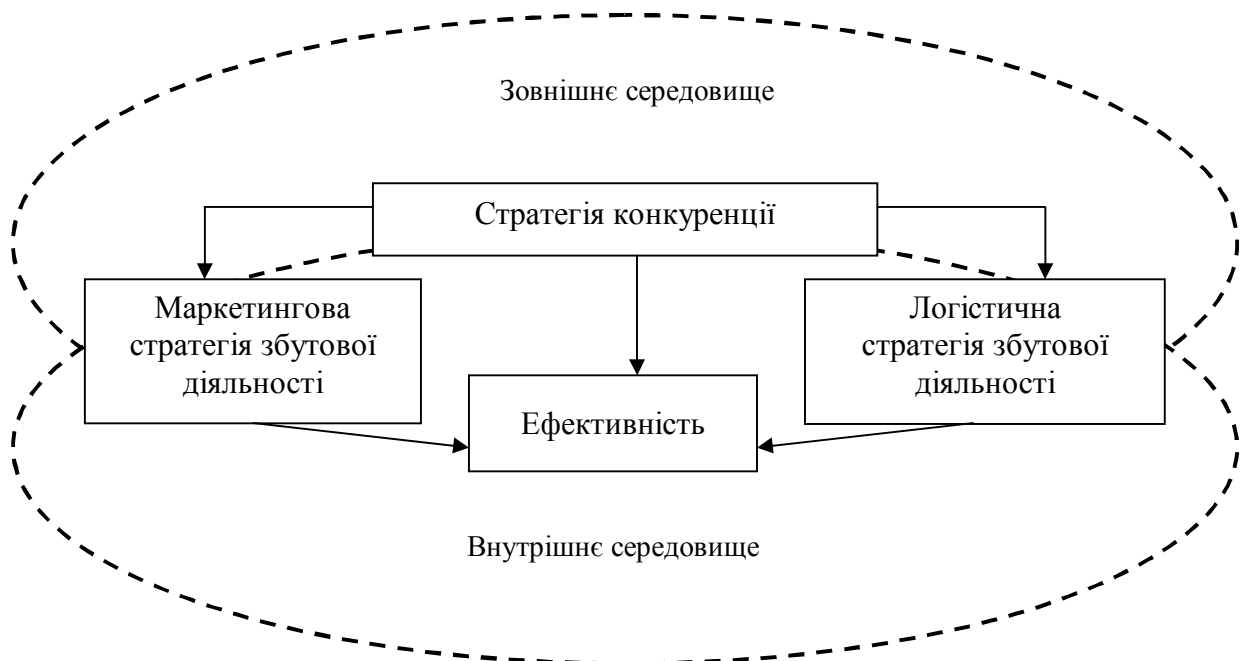 Зовнішнє середовище
Стратегія конкуренції
Маркетингова
стратегія збутової
діяльності
Логістична
стратегія збутової
діяльності
Ефективність
Внутрішнє середовище